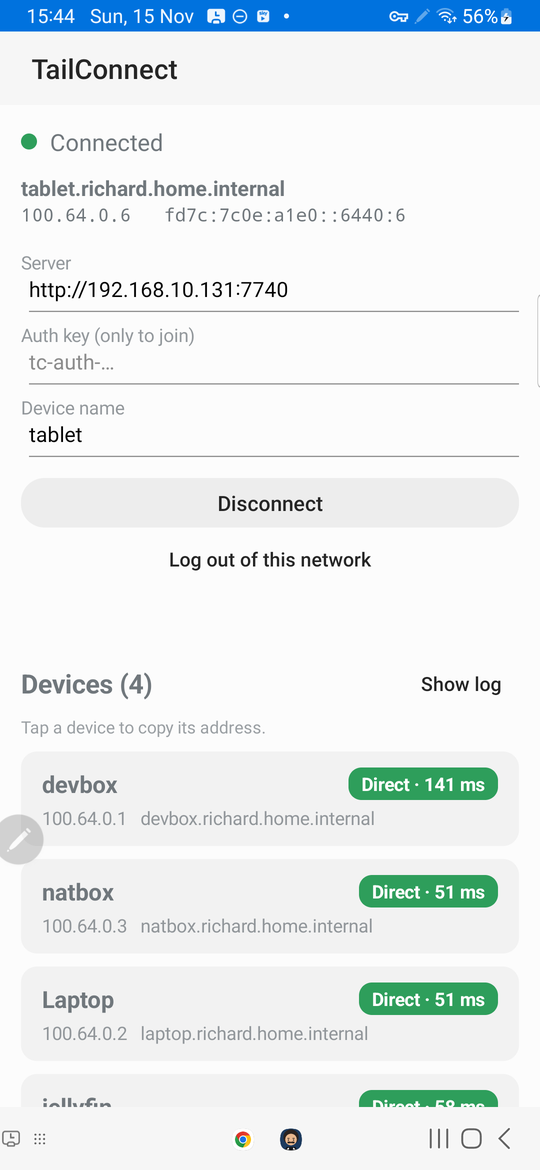 15:44 Sun, 15 Nov 56%
TailConnect
Connected
tablet.richard.home.internal
100.64.0.6 fd7c:7c0e:a1e0::6440:6
Server
http://192.168.10.131:7740
Auth key (only to join)
tc-auth-…
Device name
tablet
Disconnect
Log out of this network
Devices (4)
Show log
Tap a device to copy its address.
devbox
Direct · 141 ms
100.64.0.1 devbox.richard.home.internal
natbox
Direct · 51 ms
100.64.0.3 natbox.richard.home.internal
Laptop
Direct · 51 ms
100.64.0.2 laptop.richard.home.internal
jellyfin
Direct · 58 ms